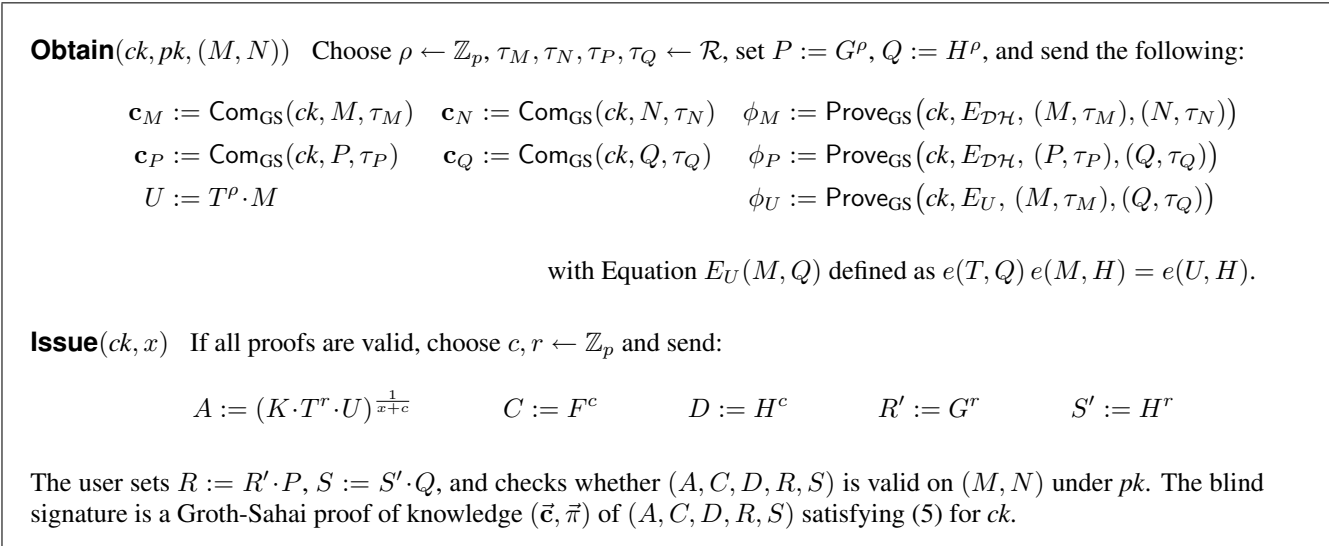 Obtain(ck, pk, (M, N)) Choose ρ ← ℤₚ, τ_M, τ_N, τ_P, τ_Q ← ℛ, set P := G^ρ, Q := H^ρ, and send the following:
c_M := Com_GS(ck, M, τ_M) c_N := Com_GS(ck, N, τ_N) ϕ_M := Prove_GS(ck, E_𝒟ℋ, (M, τ_M), (N, τ_N))
c_P := Com_GS(ck, P, τ_P) c_Q := Com_GS(ck, Q, τ_Q) ϕ_P := Prove_GS(ck, E_𝒟ℋ, (P, τ_P), (Q, τ_Q))
U := T^ρ · M ϕ_U := Prove_GS(ck, E_U, (M, τ_M), (Q, τ_Q))
with Equation E_U(M, Q) defined as e(T, Q) e(M, H) = e(U, H).
Issue(ck, x) If all proofs are valid, choose c, r ← ℤₚ and send:
A := (K · T^r · U)^{1/(x+c)} C := F^c D := H^c R′ := G^r S′ := H^r
The user sets R := R′ · P, S := S′ · Q, and checks whether (A, C, D, R, S) is valid on (M, N) under pk. The blind
signature is a Groth-Sahai proof of knowledge (c⃗, π⃗) of (A, C, D, R, S) satisfying (5) for ck.